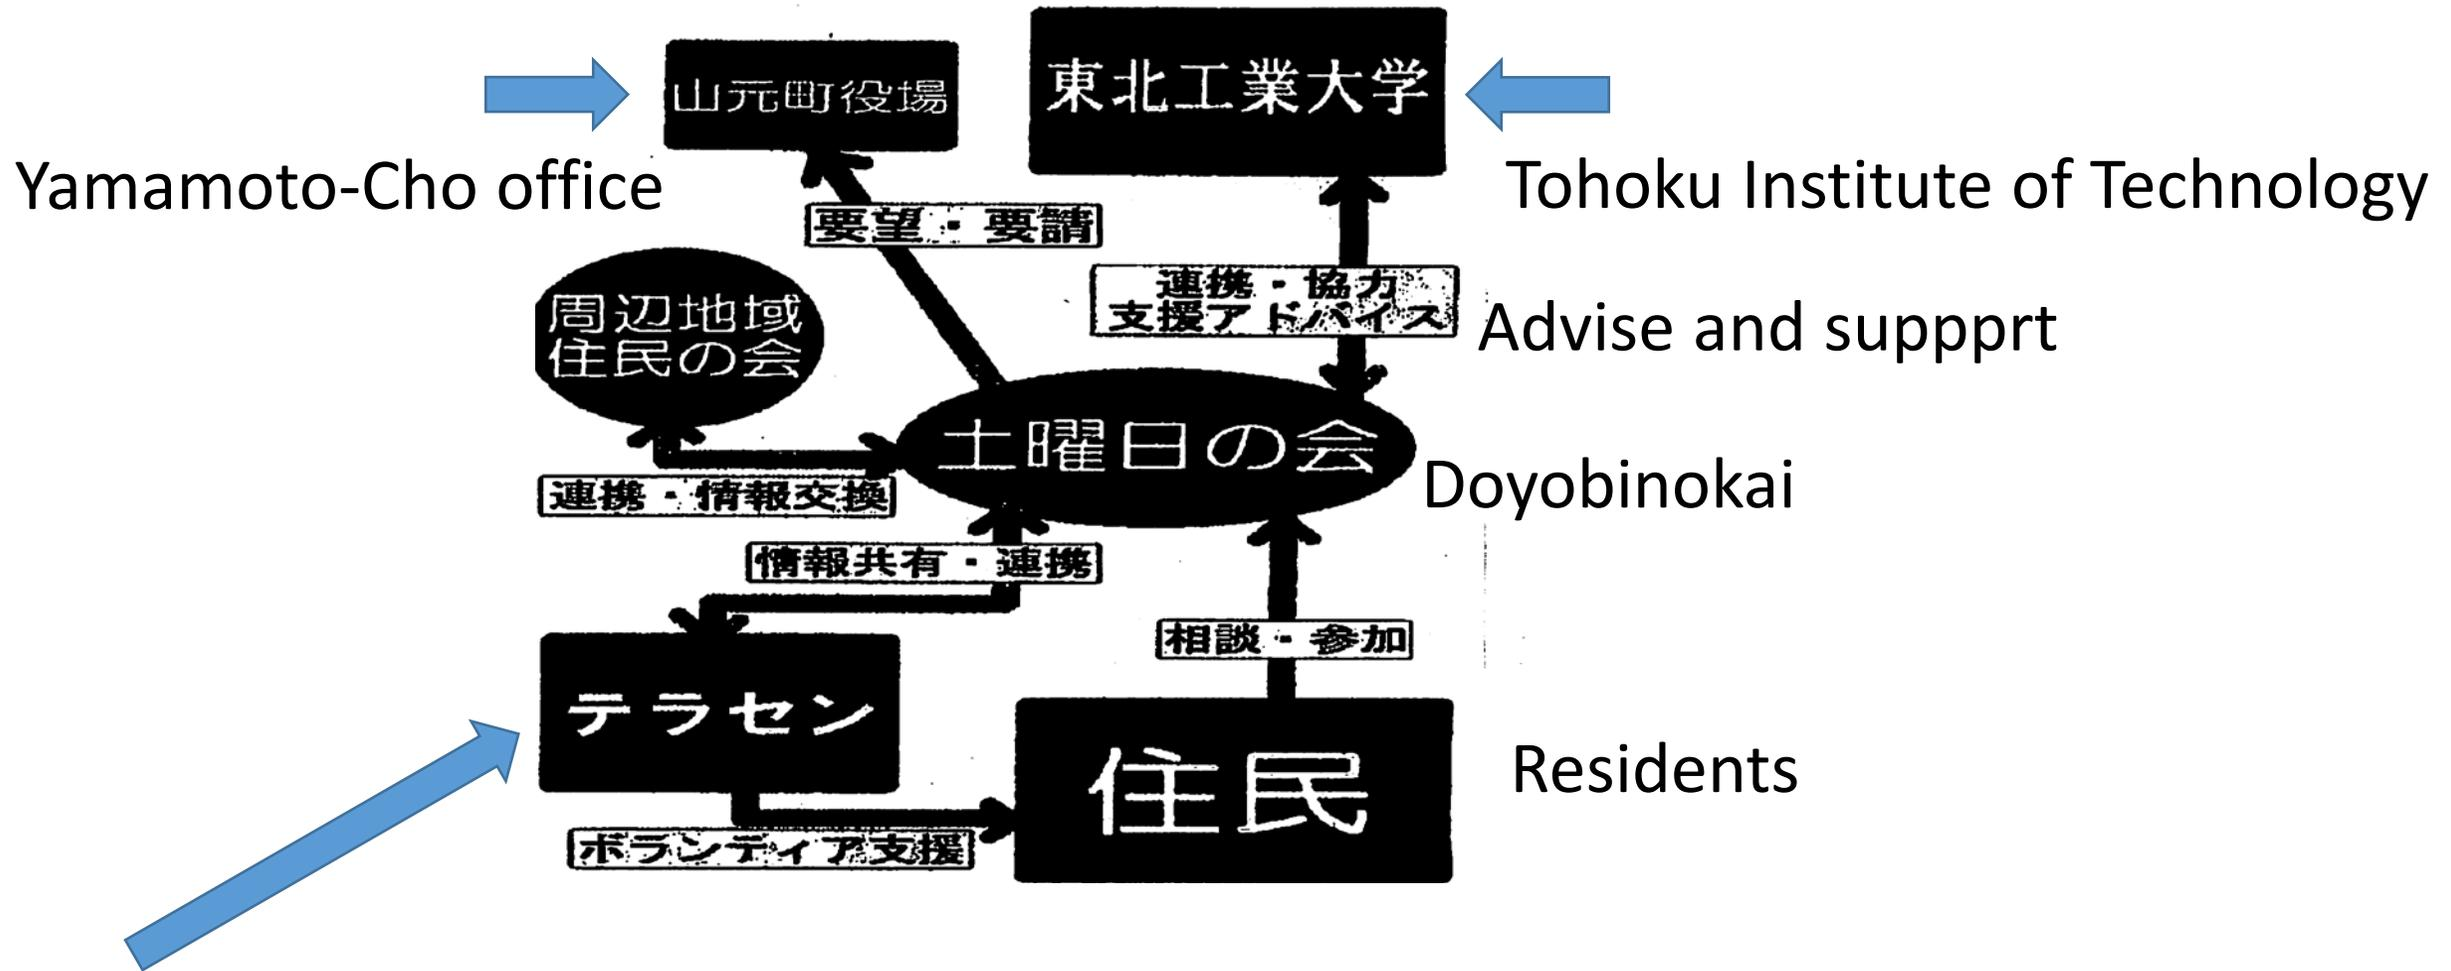 山元町役場
東北工業大学
Yamamoto-Cho office
Tohoku Institute of Technology
要望・要請
周辺地域
住民の会
連携・協力
支援アドバイス
Advise and suppprt
土曜日の会
Doyobinokai
連携・情報交換
情報共有・連携
相談・参加
テラセン
住民
Residents
ボランティア支援